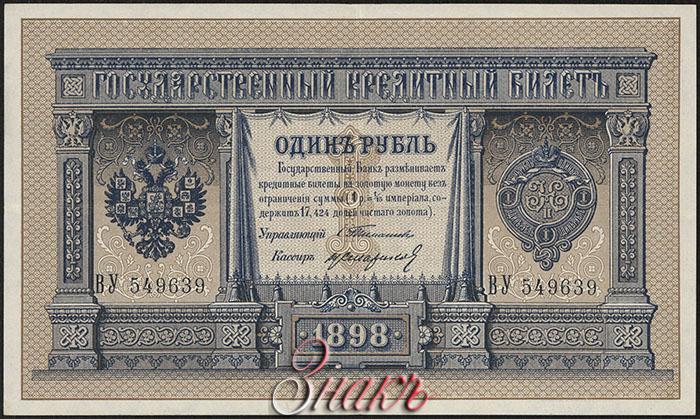 ГОСУДАРСТВЕННЫЙ КРЕДИТНЫЙ БИЛЕТЪ
ОДИНЪ РУБЛЬ
Государственный Банкъ размѣниваетъ
кредитные билеты на золотую монету безъ
ограниченія суммы (1 р.= 1/15 имперіала, со-
держитъ 17,424 долей чистаго золота).
Управляющій
Кассиръ
ВУ 549639
ВУ 549639
1898
Знакъ